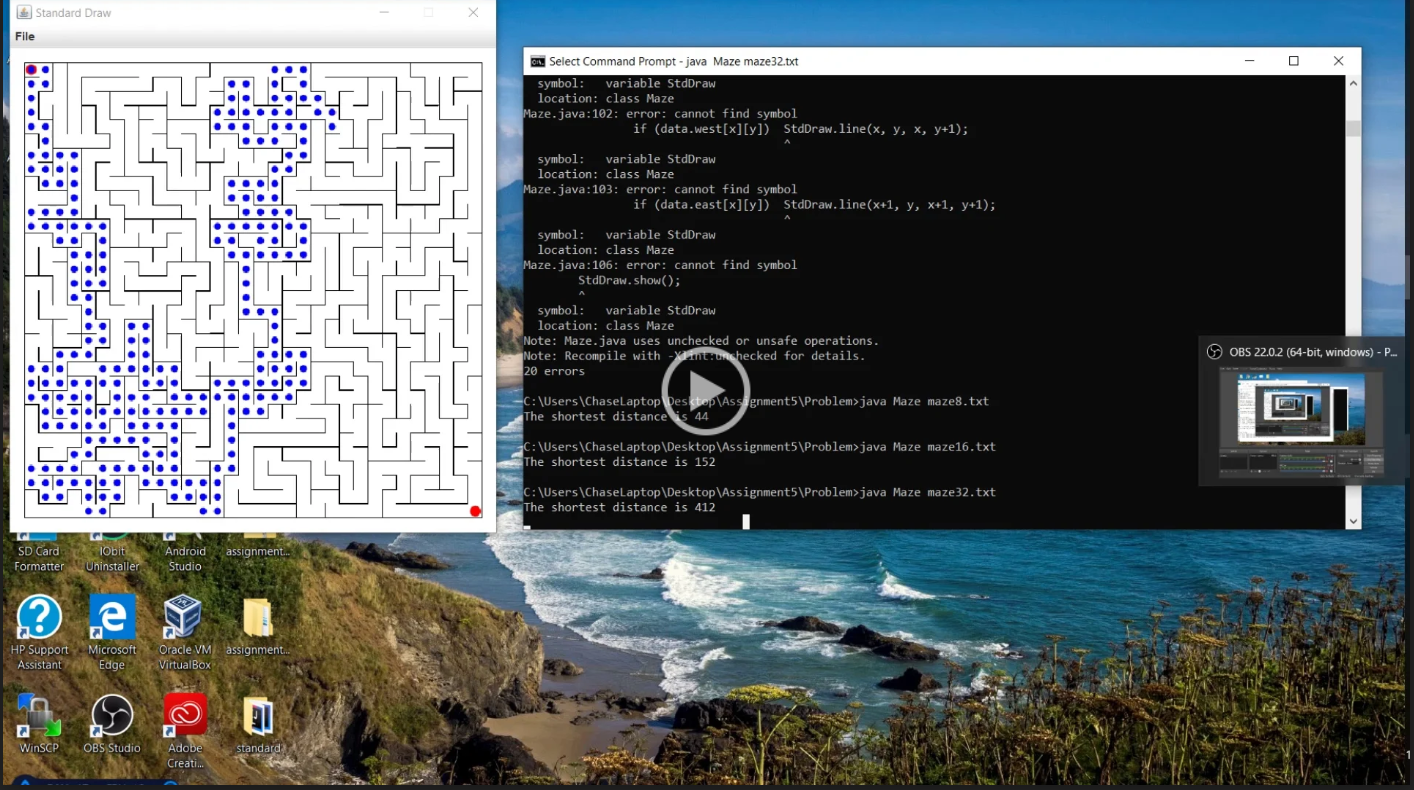 Standard Draw
File
Select Command Prompt - java  Maze maze32.txt
symbol:   variable StdDraw
location: class Maze
Maze.java:102: error: cannot find symbol
if (data.west[x][y])  StdDraw.line(x, y, x, y+1);
^
symbol:   variable StdDraw
location: class Maze
Maze.java:103: error: cannot find symbol
if (data.east[x][y])  StdDraw.line(x+1, y, x+1, y+1);
^
symbol:   variable StdDraw
location: class Maze
Maze.java:106: error: cannot find symbol
StdDraw.show();
^
symbol:   variable StdDraw
location: class Maze
Note: Maze.java uses unchecked or unsafe operations.
Note: Recompile with -Xlint:unchecked for details.
20 errors
C:\Users\ChaseLaptop\Desktop\Assignment5\Problem>java Maze maze8.txt
The shortest distance is 44
C:\Users\ChaseLaptop\Desktop\Assignment5\Problem>java Maze maze16.txt
The shortest distance is 152
C:\Users\ChaseLaptop\Desktop\Assignment5\Problem>java Maze maze32.txt
The shortest distance is 412
OBS 22.0.2 (64-bit, windows) - P...
SD Card
Formatter
IObit
Uninstaller
Android
Studio
assignment...
HP Support
Assistant
Microsoft
Edge
Oracle VM
VirtualBox
assignment...
WinSCP
OBS Studio
Adobe
Creati...
standard